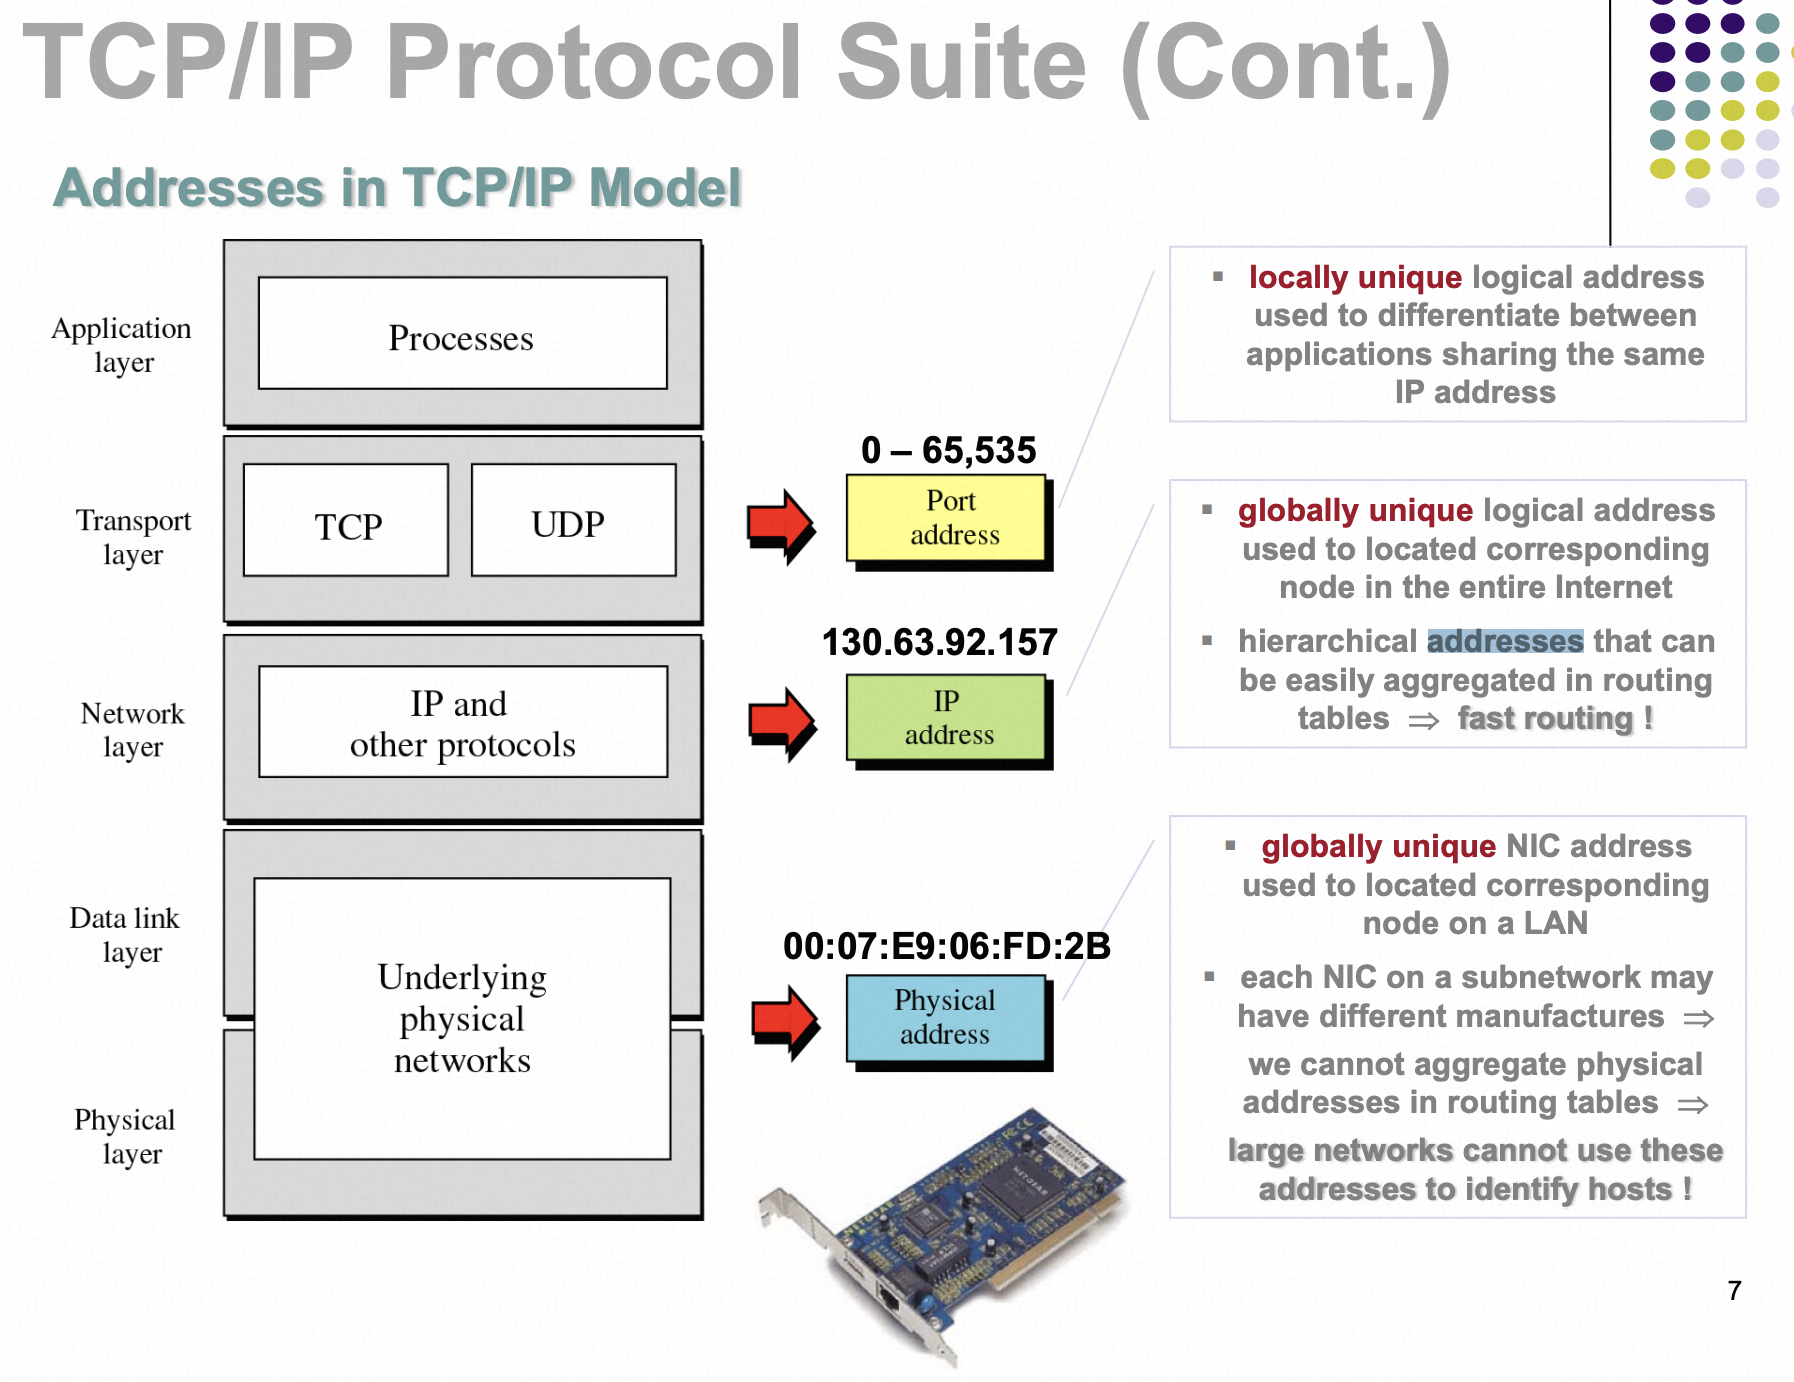 TCP/IP Protocol Suite (Cont.)
Addresses in TCP/IP Model
Application
layer
Processes
Transport
layer
TCP
UDP
0 – 65,535
Port
address
▪ locally unique logical address
used to differentiate between
applications sharing the same
IP address
Network
layer
IP and
other protocols
130.63.92.157
IP
address
▪ globally unique logical address
used to located corresponding
node in the entire Internet
▪ hierarchical addresses that can
be easily aggregated in routing
tables ⇒ fast routing !
Data link
layer
Physical
layer
Underlying
physical
networks
00:07:E9:06:FD:2B
Physical
address
▪ globally unique NIC address
used to located corresponding
node on a LAN
▪ each NIC on a subnetwork may
have different manufactures ⇒
we cannot aggregate physical
addresses in routing tables ⇒
large networks cannot use these
addresses to identify hosts !
NETGEAR
NETGEAR
FC CE
7